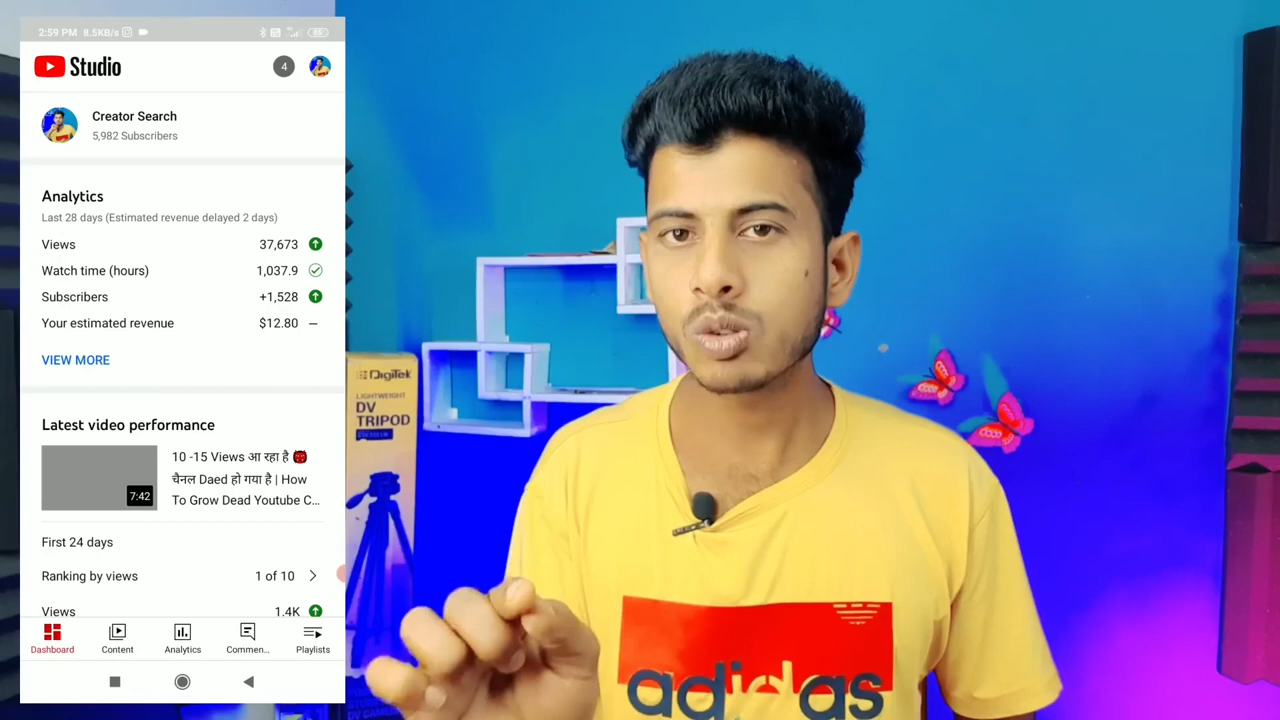 2:59 PM 8.5KB/s
Studio
4
Creator Search
5,982 Subscribers
Analytics
Last 28 days (Estimated revenue delayed 2 days)
Views 37,673
Watch time (hours) 1,037.9
Subscribers +1,528
Your estimated revenue $12.80 –
VIEW MORE
Latest video performance
10 -15 Views आ रहा है
चैनल Daed हो गया है | How
To Grow Dead Youtube C...
7:42
First 24 days
Ranking by views 1 of 10
Views 1.4K
Dashboard Content Analytics Commen... Playlists
DigiTek
LIGHTWEIGHT
DV
TRIPOD
adidas